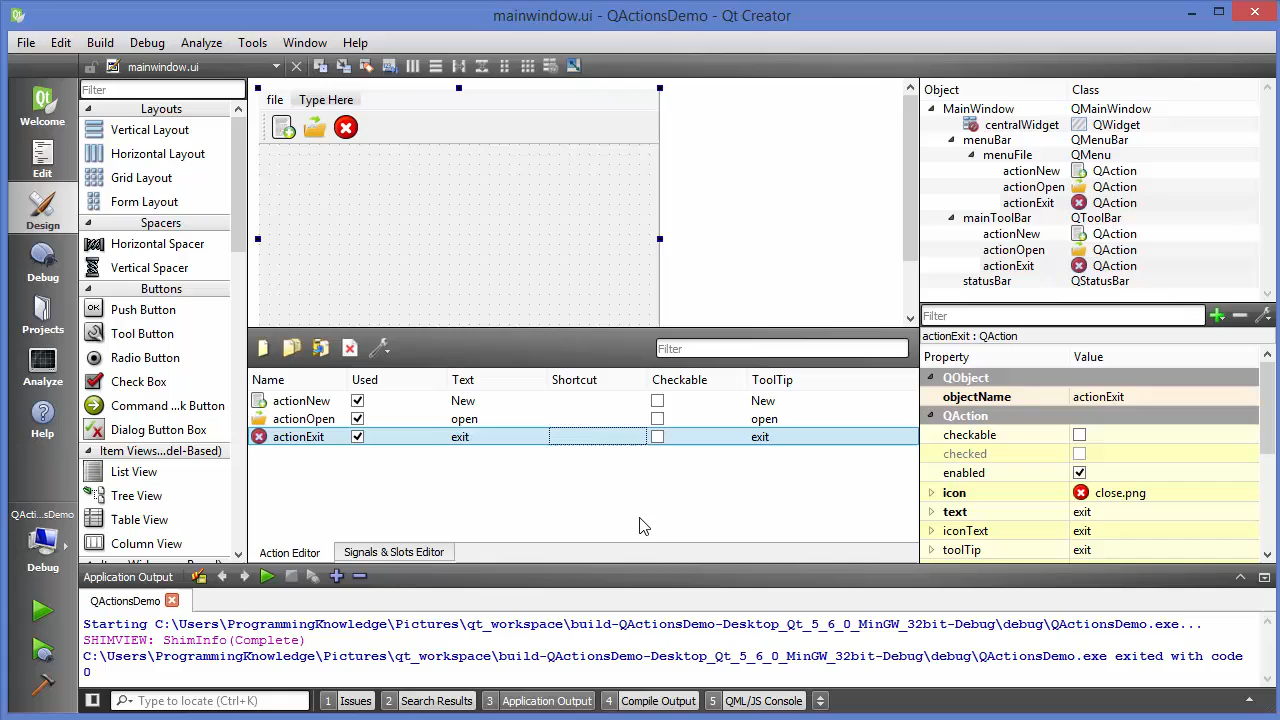 mainwindow.ui - QActionsDemo - Qt Creator
File Edit Build Debug Tools Analyze Tools Window Help
mainwindow.ui
Welcome
Edit
Design
Debug
Projects
Analyze
Help
QActi...sDemo
Debug
Filter
Layouts
Vertical Layout
Horizontal Layout
Grid Layout
Form Layout
Spacers
Horizontal Spacer
Vertical Spacer
Buttons
OK Push Button
Tool Button
Radio Button
Check Box
Command ...k Button
Dialog Button Box
Item Views...del-Based)
List View
Tree View
Table View
Column View
file Type Here
Filter
Name Used Text Shortcut Checkable ToolTip
actionNew New New
actionOpen open open
actionExit exit exit
Action Editor Signals & Slots Editor
Object Class
MainWindow QMainWindow
centralWidget QWidget
menuBar QMenuBar
menuFile QMenu
actionNew QAction
actionOpen QAction
actionExit QAction
mainToolBar QToolBar
actionNew QAction
actionOpen QAction
actionExit QAction
statusBar QStatusBar
Filter
actionExit : QAction
Property Value
QObject
objectName actionExit
QAction
checkable
checked
enabled
icon close.png
text exit
iconText exit
toolTip exit
Application Output
QActionsDemo
Starting C:\Users\ProgrammingKnowledge\Pictures\qt_workspace\build-QActionsDemo-Desktop_Qt_5_6_0_MinGW_32bit-Debug\debug\QActionsDemo.exe...
SHIMVIEW: ShimInfo(Complete)
C:\Users\ProgrammingKnowledge\Pictures\qt_workspace\build-QActionsDemo-Desktop_Qt_5_6_0_MinGW_32bit-Debug\debug\QActionsDemo.exe exited with code
0
Type to locate (Ctrl+K) 1 Issues 2 Search Results 3 Application Output 4 Compile Output 5 QML/JS Console